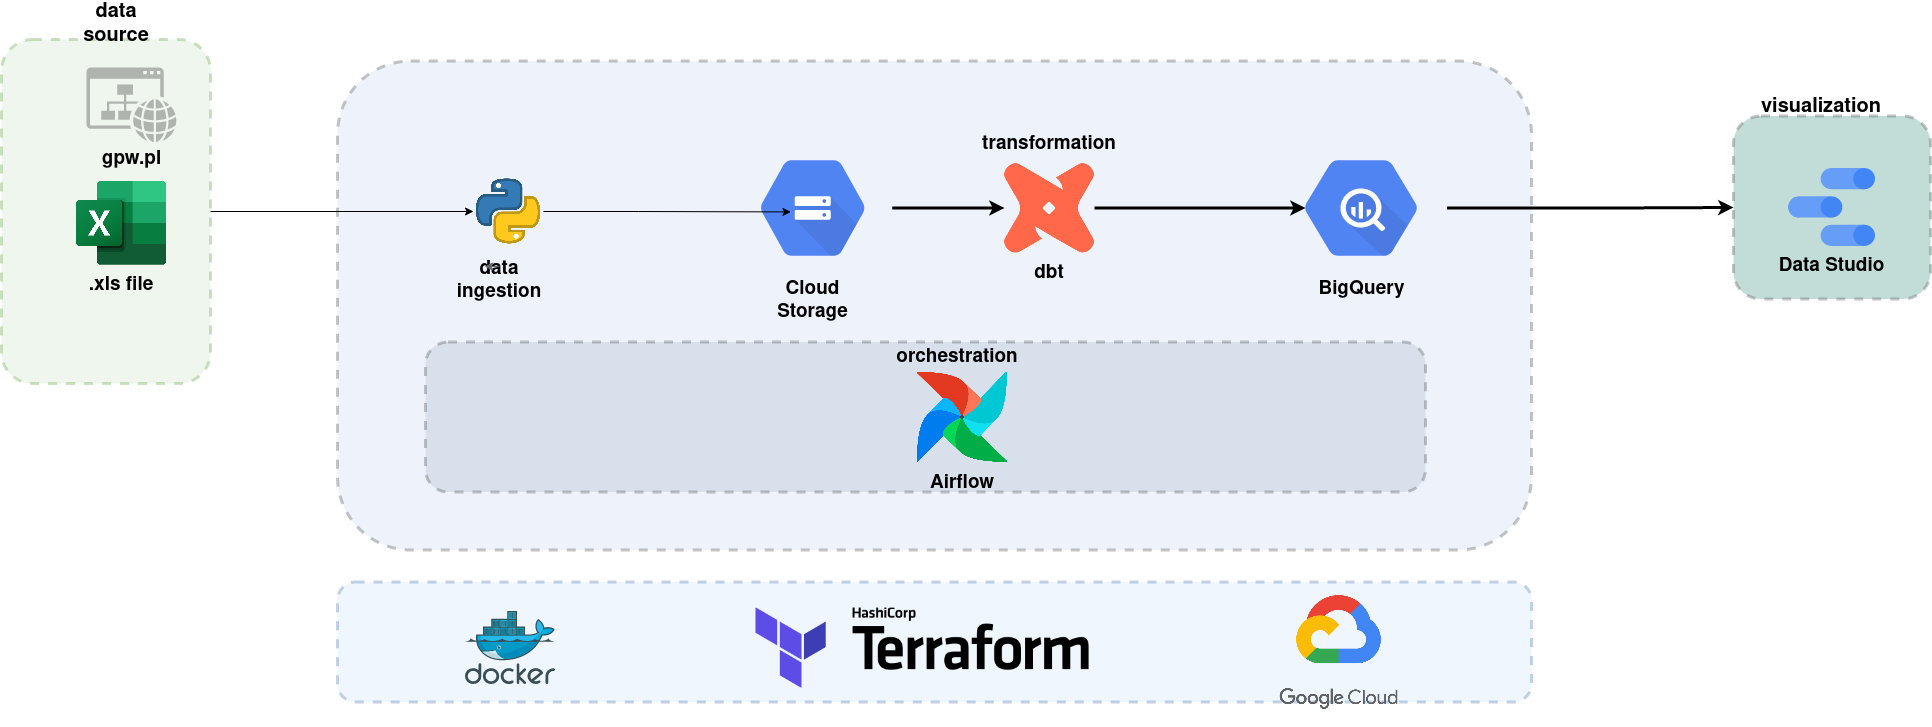 data
source
gpw.pl
X
.xls file
data
ingestion
Cloud
Storage
transformation
dbt
BigQuery
visualization
Data Studio
orchestration
Airflow
docker
HashiCorp
Terraform
Google Cloud